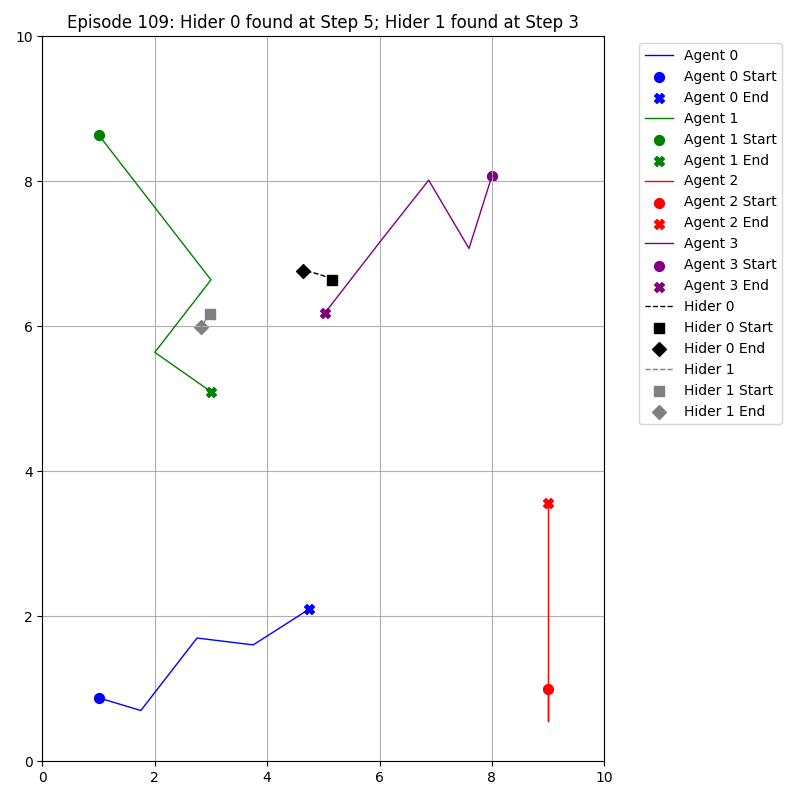 Episode 109: Hider 0 found at Step 5; Hider 1 found at Step 3
10
8
6
4
2
0
0 2 4 6 8 10
Agent 0
Agent 0 Start
Agent 0 End
Agent 1
Agent 1 Start
Agent 1 End
Agent 2
Agent 2 Start
Agent 2 End
Agent 3
Agent 3 Start
Agent 3 End
Hider 0
Hider 0 Start
Hider 0 End
Hider 1
Hider 1 Start
Hider 1 End